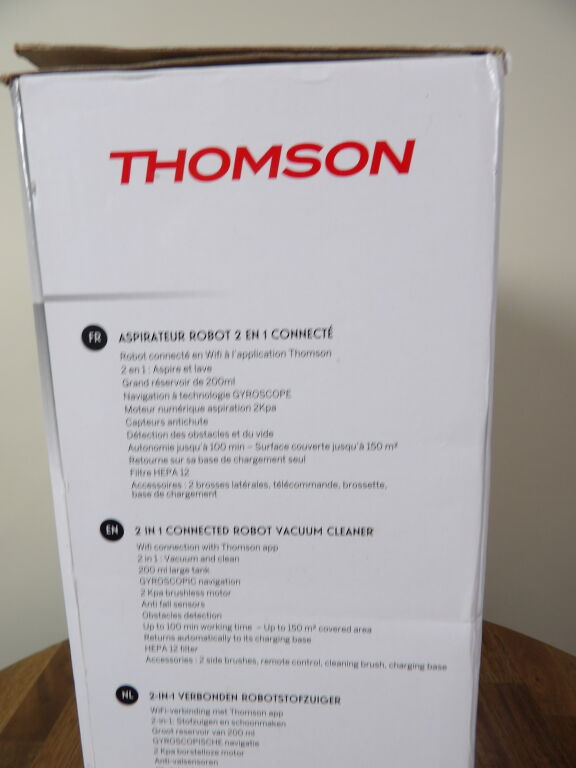 THOMSON
FR
ASPIRATEUR ROBOT 2 EN 1 CONNECTÉ
Robot connecté en Wifi à l'application Thomson
2 en 1 : Aspire et lave
Grand réservoir de 200ml
Navigation à technologie GYROSCOPE
Moteur numérique aspiration 2Kpa
Capteurs antichute
Détection des obstacles et du vide
Autonomie jusqu'à 100 min – Surface couverte jusqu'à 150 m²
Retourne sur sa base de chargement seul
Filtre HEPA 12
Accessoires : 2 brosses latérales, télécommande, brossette,
base de chargement
EN
2 IN 1 CONNECTED ROBOT VACUUM CLEANER
Wifi connection with Thomson app
2 in 1 : Vacuum and clean
200 ml large tank
GYROSCOPIC navigation
2 Kpa brushless motor
Anti fall sensors
Obstacles detection
Up to 100 min working time – Up to 150 m² covered area
Returns automatically to its charging base
HEPA 12 filter
Accessories : 2 side brushes, remote control, cleaning brush, charging base
NL
2-IN-1 VERBONDEN ROBOTSTOFZUIGER
WiFi-verbinding met Thomson app
2-in-1: Stofzuigen en schoonmaken
Groot reservoir van 200 ml
GYROSCOPISCHE navigatie
2 Kpa borstelloze motor
Anti-valsensoren